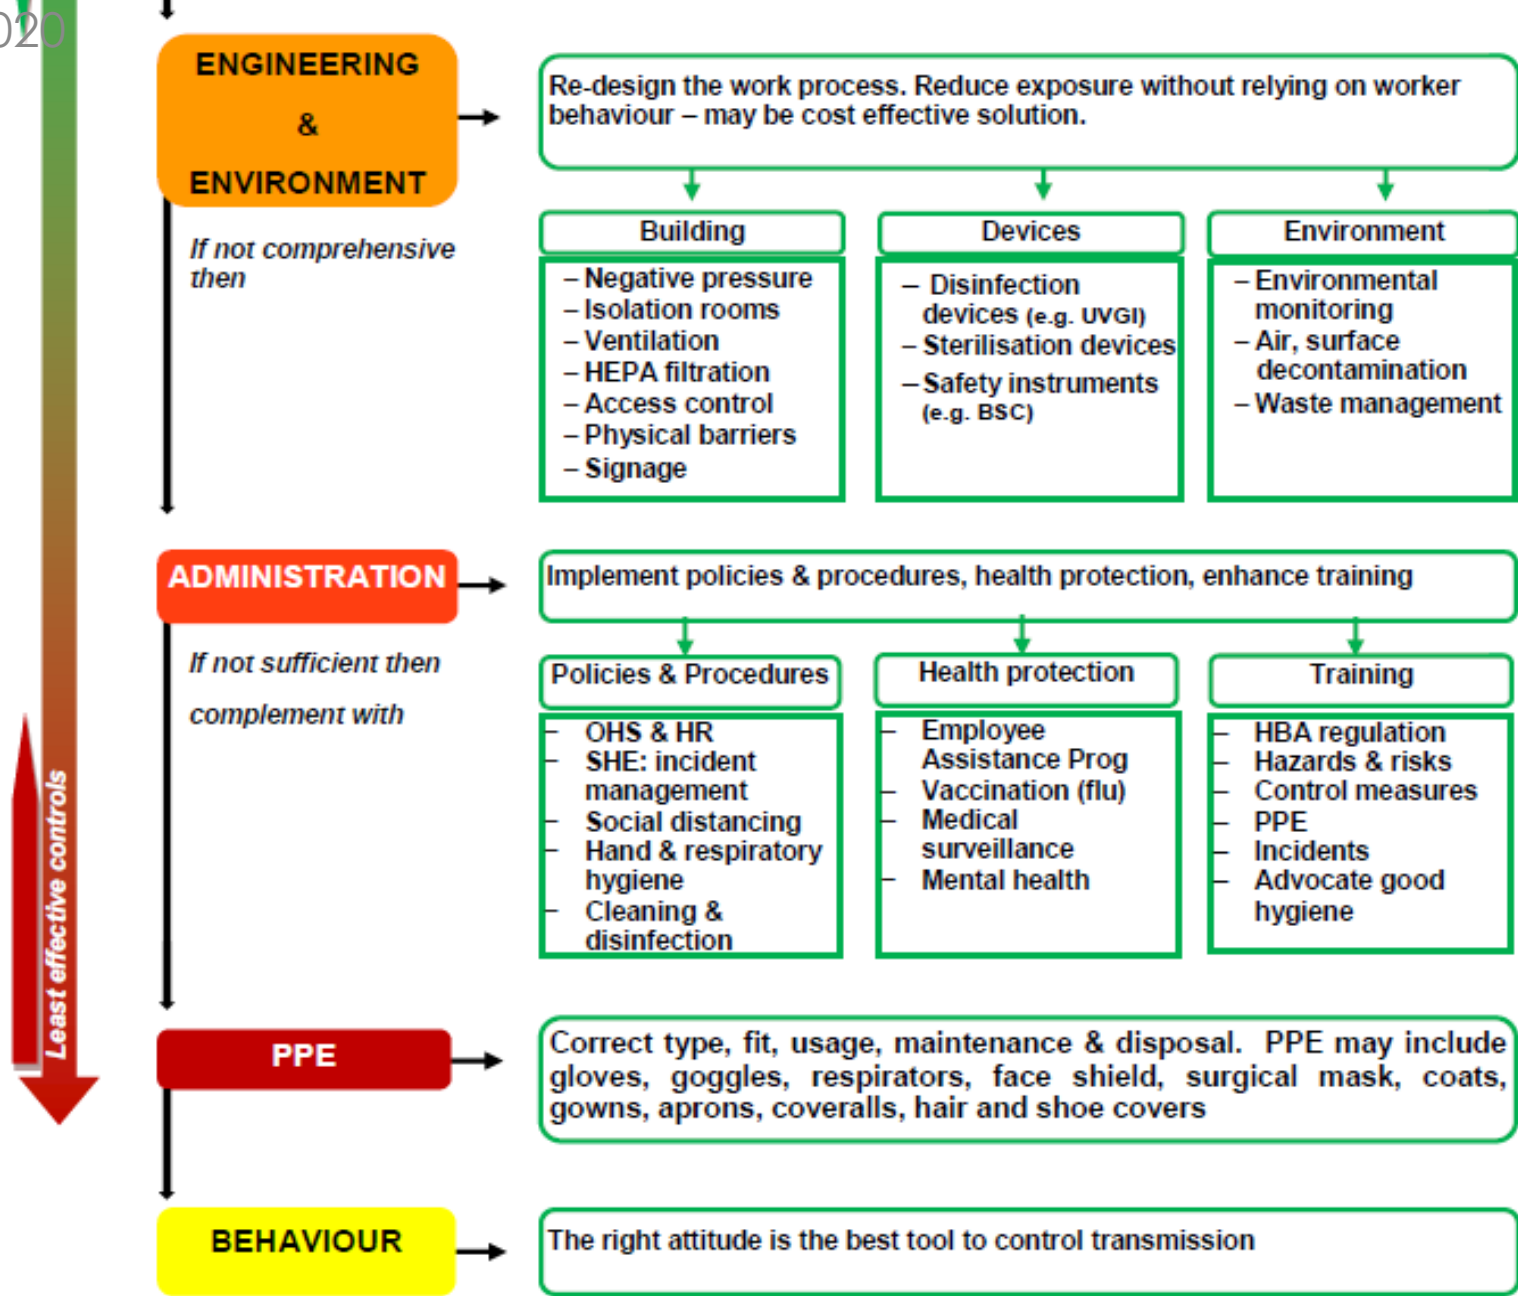 020
ENGINEERING
&
ENVIRONMENT
Re-design the work process. Reduce exposure without relying on worker
behaviour – may be cost effective solution.
If not comprehensive
then
Building
– Negative pressure
– Isolation rooms
– Ventilation
– HEPA filtration
– Access control
– Physical barriers
– Signage
Devices
– Disinfection
devices (e.g. UVGI)
– Sterilisation devices
– Safety instruments
(e.g. BSC)
Environment
– Environmental
monitoring
– Air, surface
decontamination
– Waste management
ADMINISTRATION
Implement policies & procedures, health protection, enhance training
If not sufficient then
complement with
Policies & Procedures
– OHS & HR
– SHE: incident
management
– Social distancing
– Hand & respiratory
hygiene
– Cleaning &
disinfection
Health protection
– Employee
Assistance Prog
– Vaccination (flu)
– Medical
surveillance
– Mental health
Training
– HBA regulation
– Hazards & risks
– Control measures
– PPE
– Incidents
– Advocate good
hygiene
Least effective controls
PPE
Correct type, fit, usage, maintenance & disposal. PPE may include
gloves, goggles, respirators, face shield, surgical mask, coats,
gowns, aprons, coveralls, hair and shoe covers
BEHAVIOUR
The right attitude is the best tool to control transmission